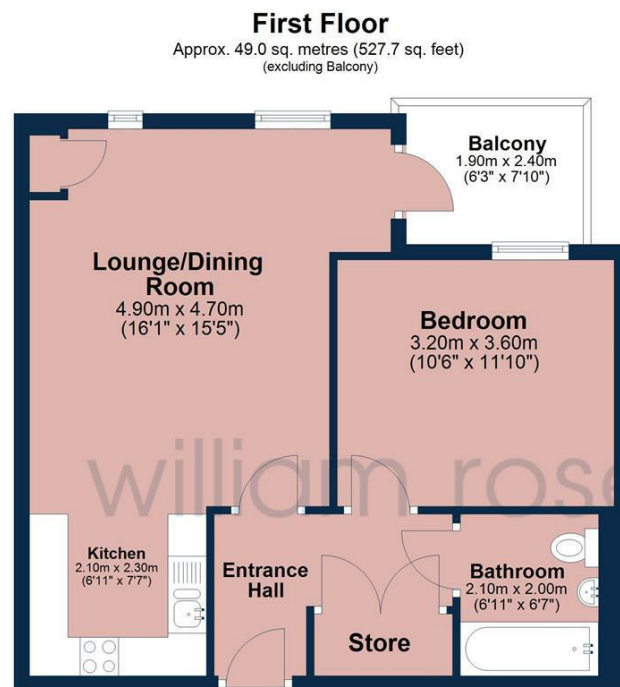 First Floor
Approx. 49.0 sq. metres (527.7 sq. feet)
(excluding Balcony)
Balcony
1.90m x 2.40m
(6'3" x 7'10")
Lounge/Dining
Room
4.90m x 4.70m
(16'1" x 15'5")
Bedroom
3.20m x 3.60m
(10'6" x 11'10")
william rose
Kitchen
2.10m x 2.30m
(6'11" x 7'7")
Entrance
Hall
Bathroom
2.10m x 2.00m
(6'11" x 6'7")
Store